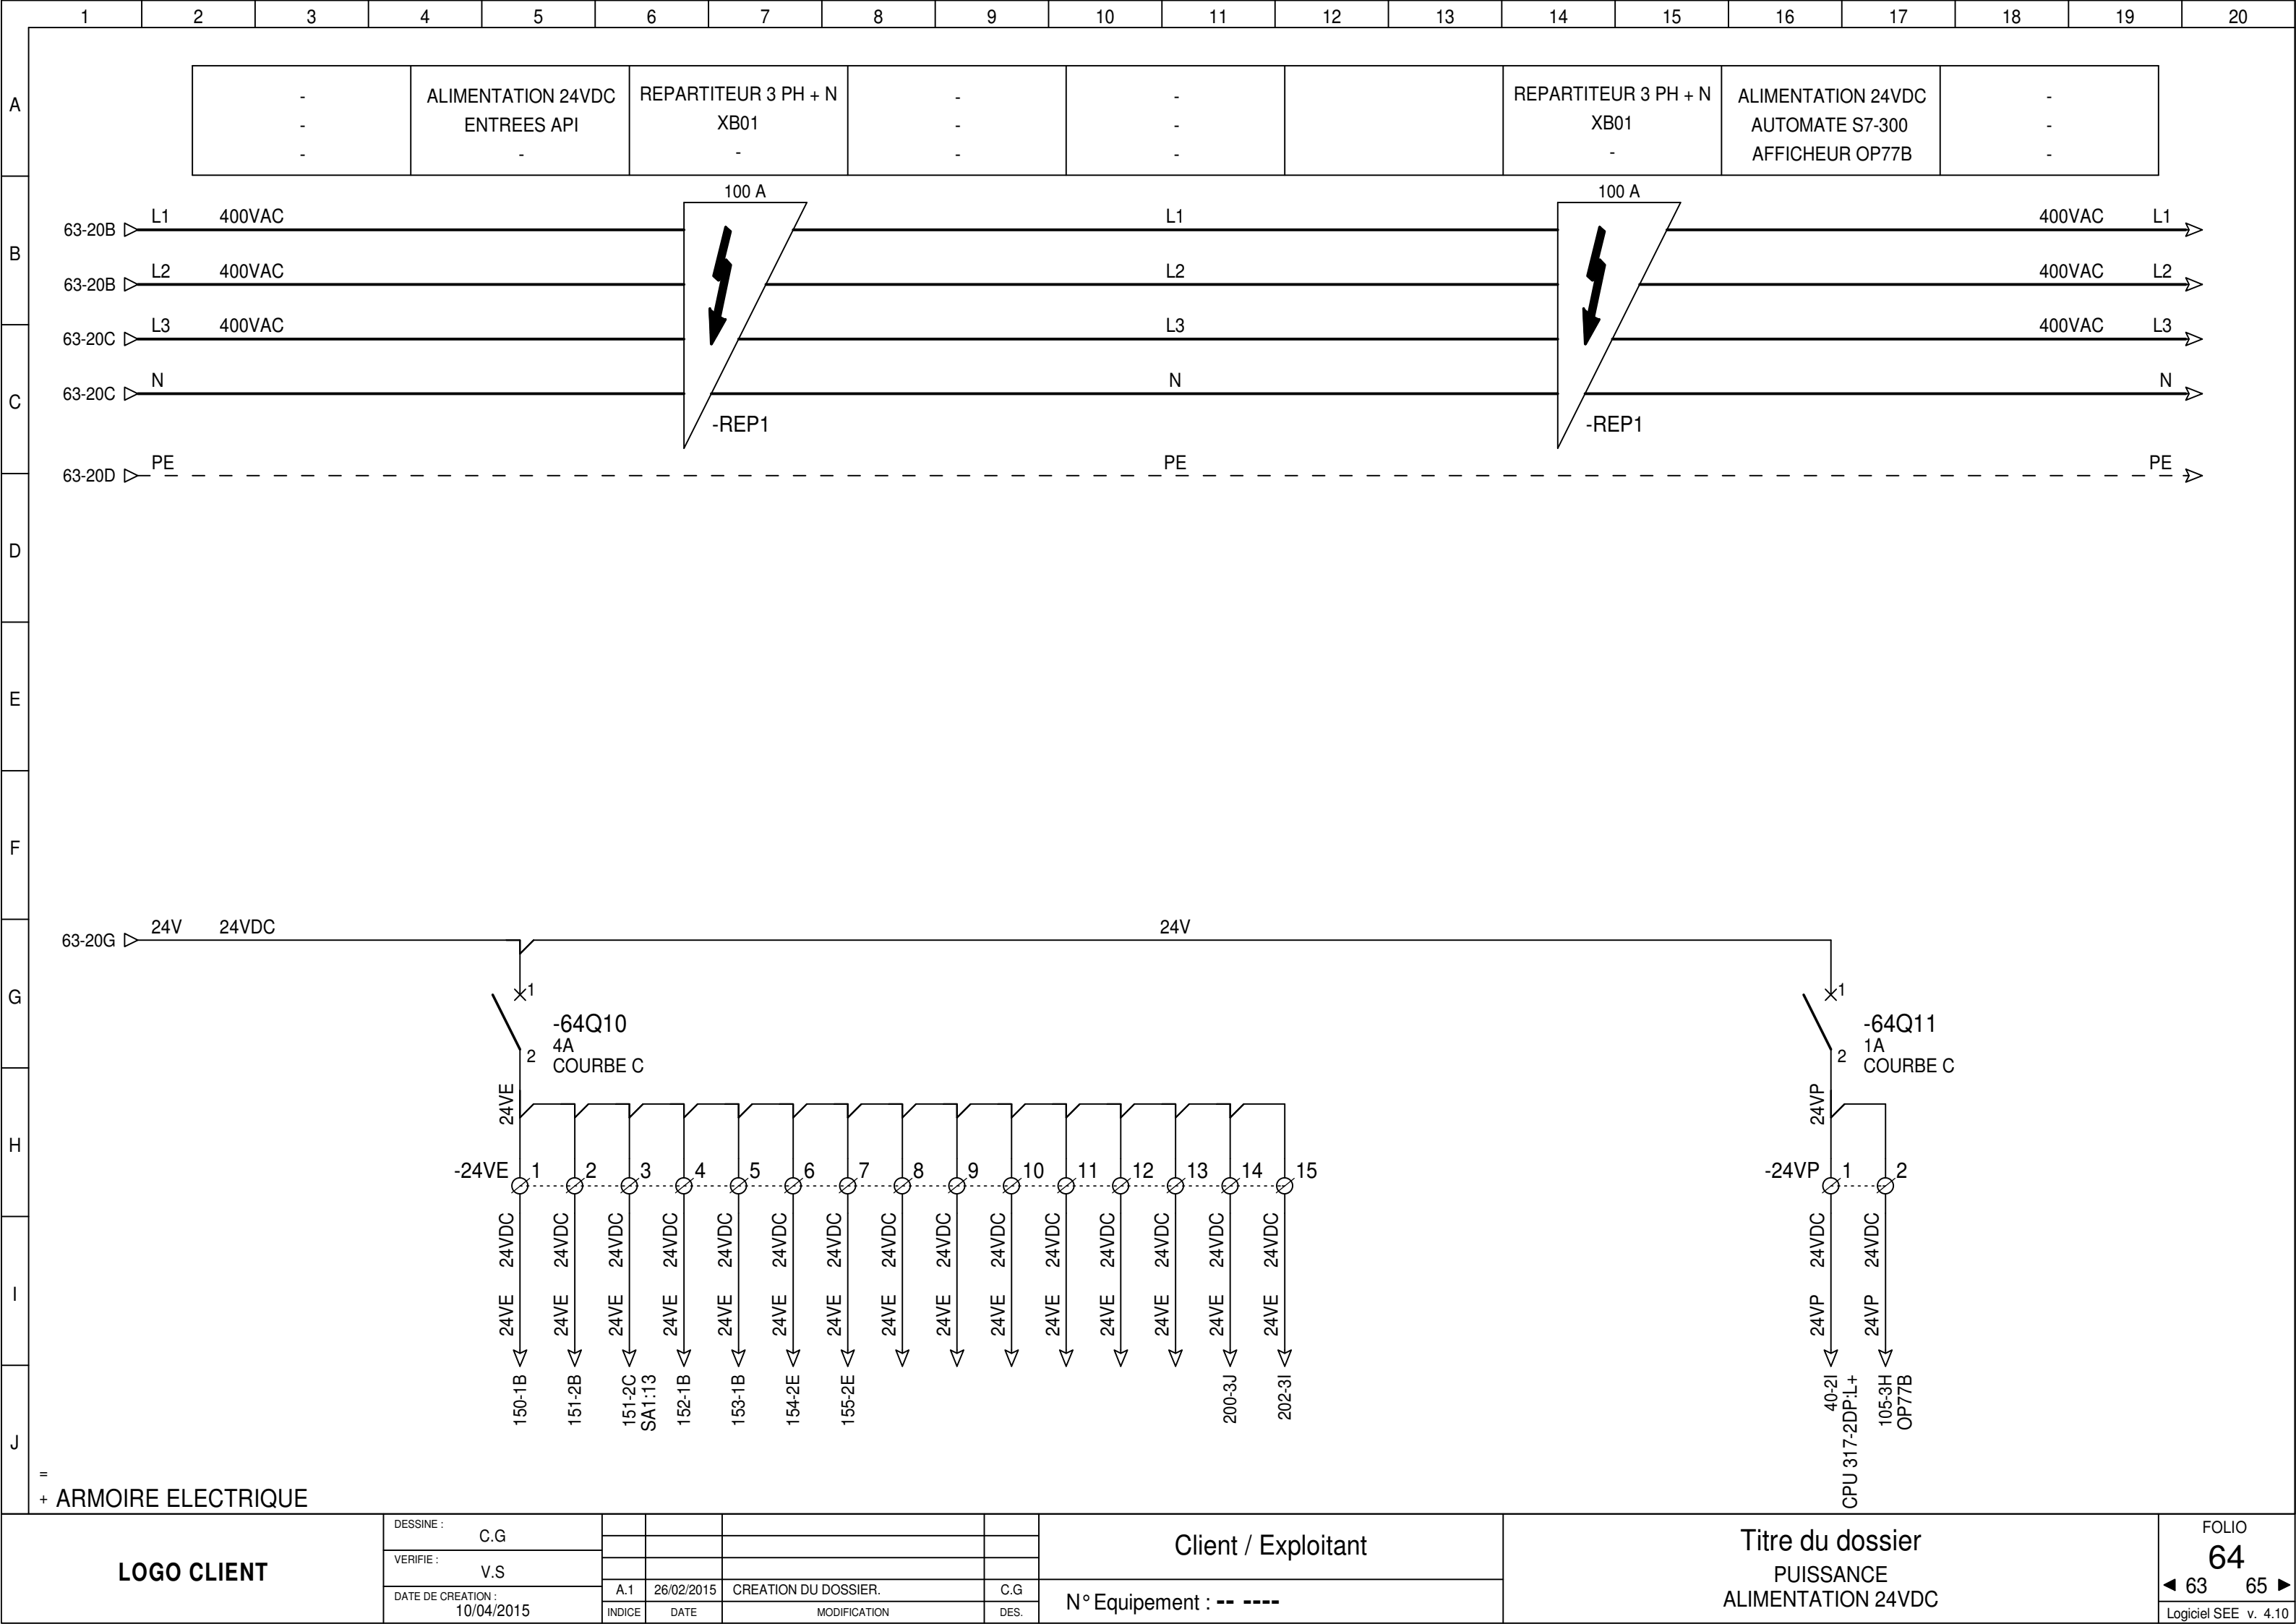 1 2 3 4 5 6 7 8 9 10 11 12 13 14 15 16 17 18 19 20
A
B
C
D
E
F
G
H
I
J
-
-
-
ALIMENTATION 24VDC
ENTREES API
-
REPARTITEUR 3 PH + N
XB01
-
-
-
-
-
-
-
REPARTITEUR 3 PH + N
XB01
-
ALIMENTATION 24VDC
AUTOMATE S7-300
AFFICHEUR OP77B
-
-
-
100 A 100 A
63-20B L1 400VAC L1 400VAC L1
63-20B L2 400VAC L2 400VAC L2
63-20C L3 400VAC L3 400VAC L3
63-20C N N N
-REP1 -REP1
63-20D PE PE PE
63-20G 24V 24VDC 24V
1
-64Q10
4A
2
COURBE C
1
-64Q11
1A
2
COURBE C
24VE
24VP
-24VE 1 2 3 4 5 6 7 8 9 10 11 12 13 14 15
-24VP 1 2
24VDC 24VDC 24VDC 24VDC 24VDC 24VDC 24VDC 24VDC 24VDC 24VDC 24VDC 24VDC 24VDC 24VDC 24VDC
24VDC 24VDC
24VE 24VE 24VE 24VE 24VE 24VE 24VE 24VE 24VE 24VE 24VE 24VE 24VE 24VE 24VE
24VP 24VP
150-1B
151-2B
151-2C
SA1:13
152-1B
153-1B
154-2E
155-2E
200-3J
202-3I
40-2I
CPU 317-2DP:L+
105-3H
OP77B
=
+ ARMOIRE ELECTRIQUE
LOGO CLIENT
DESSINE :
C.G
VERIFIE :
V.S
DATE DE CREATION :
10/04/2015
A.1 26/02/2015 CREATION DU DOSSIER. C.G
INDICE DATE MODIFICATION DES.
Client / Exploitant
N° Equipement : -- ----
Titre du dossier
PUISSANCE
ALIMENTATION 24VDC
FOLIO
64
63 65
Logiciel SEE v. 4.10